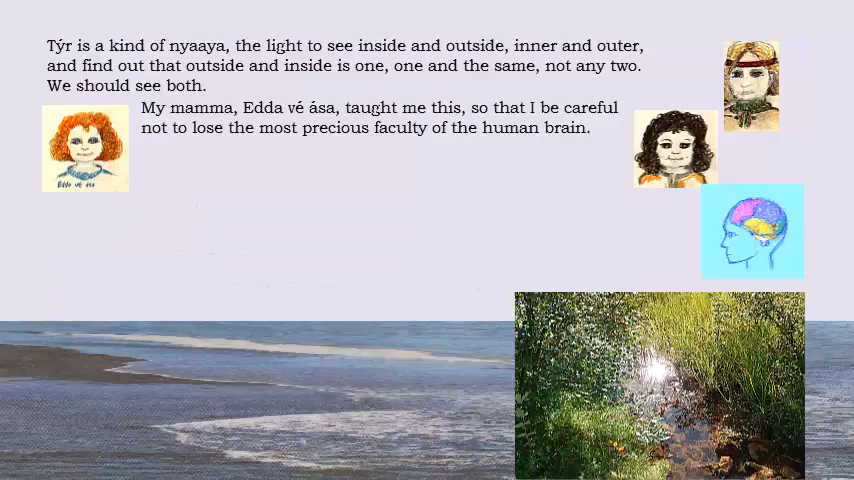 Týr is a kind of nyaaya, the light to see inside and outside, inner and outer,
and find out that outside and inside is one, one and the same, not any two.
We should see both.
My mamma, Edda vé ása, taught me this, so that I be careful
not to lose the most precious faculty of the human brain.
Edda vé ása